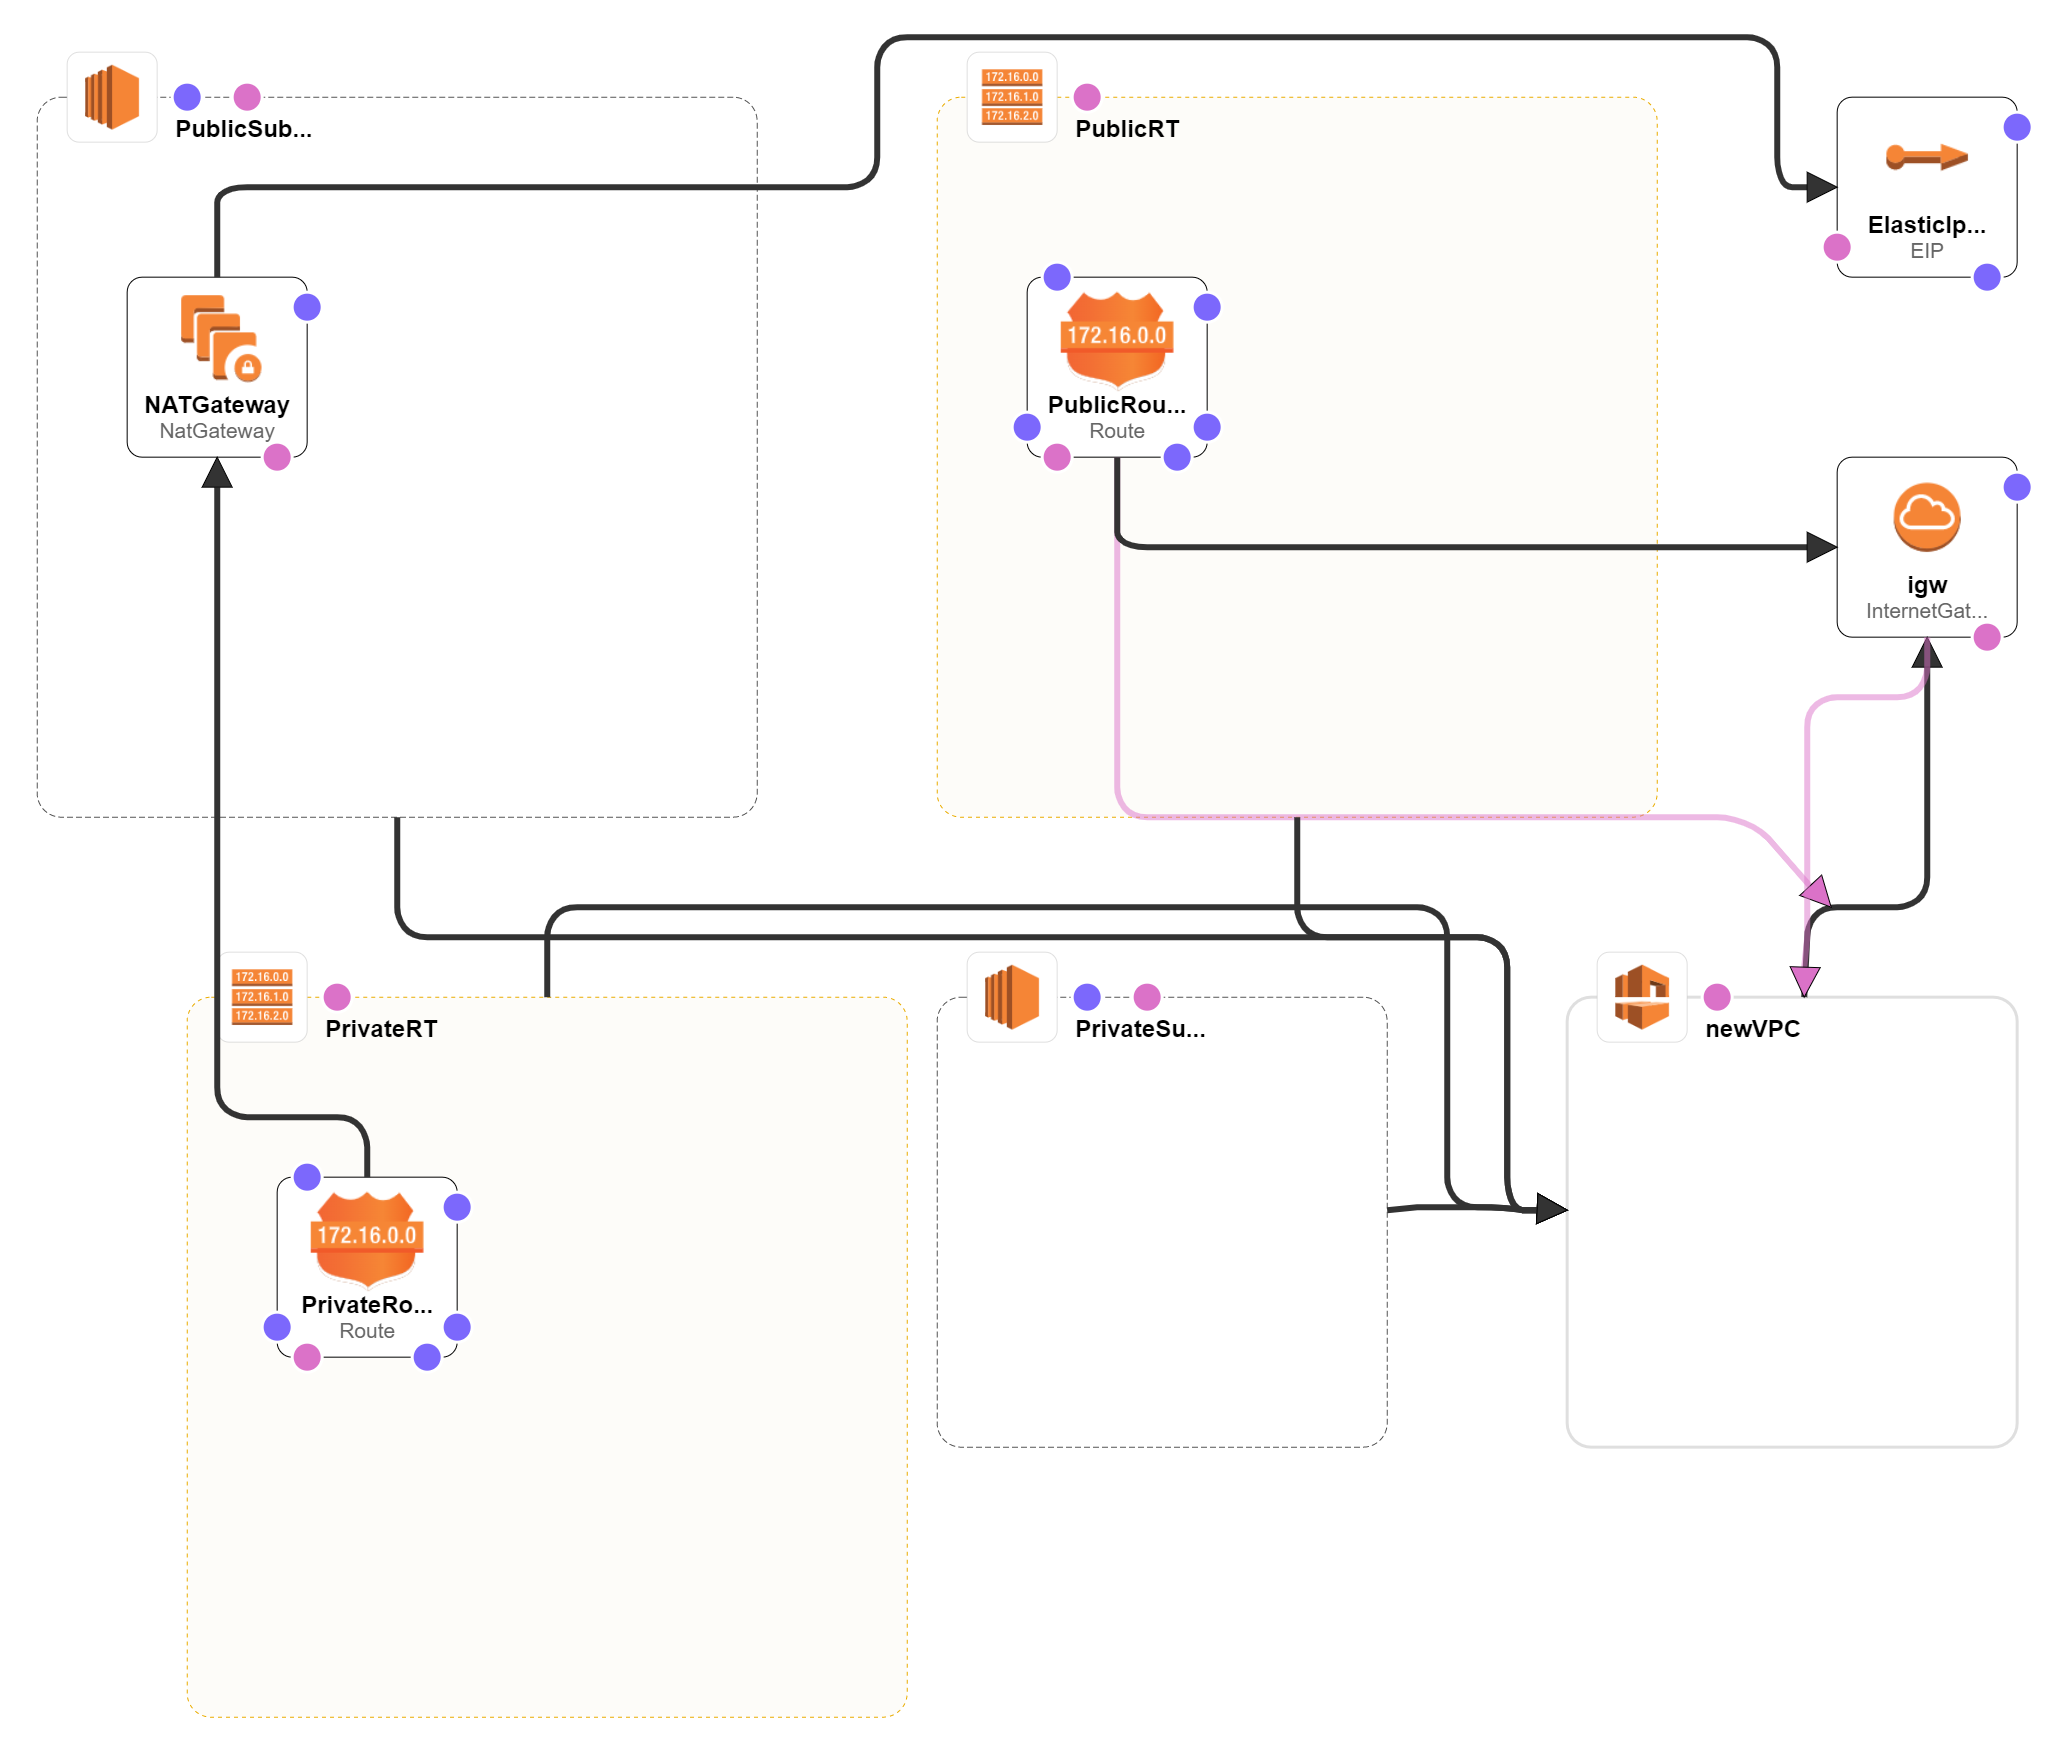 172.16.0.0
172.16.1.0
172.16.2.0
PublicSub...
PublicRT
ElasticIp...
EIP
172.16.0.0
NATGateway
NatGateway
PublicRou...
Route
igw
InternetGat...
172.16.0.0
172.16.1.0
172.16.2.0
PrivateRT
PrivateSu...
newVPC
172.16.0.0
PrivateRo...
Route